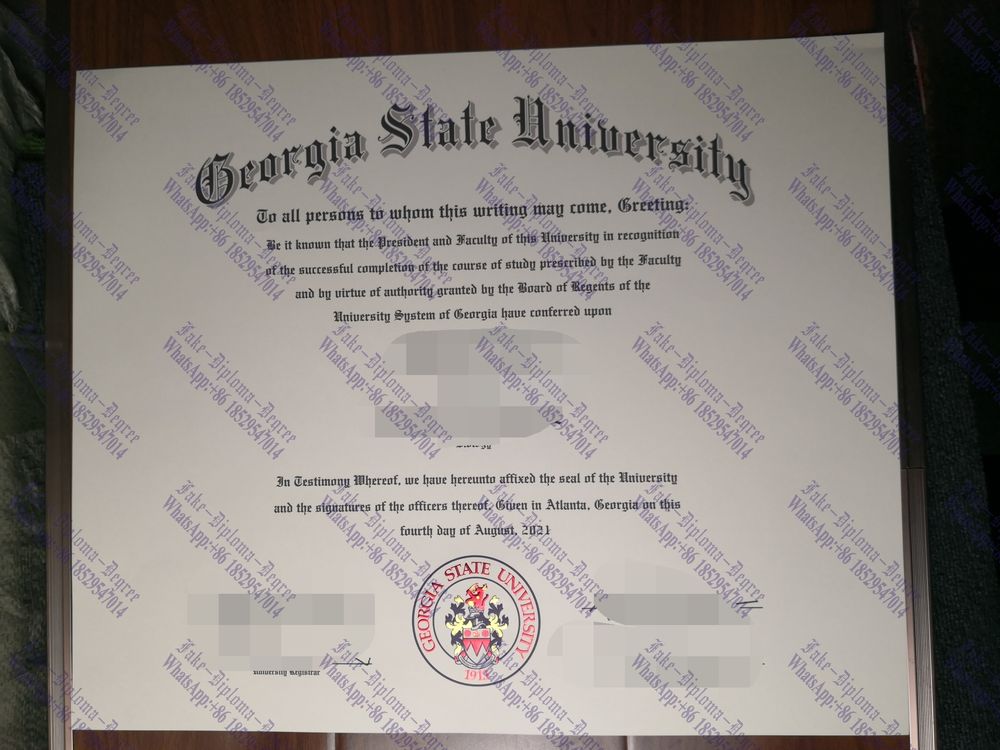 Georgia State University
To all persons to whom this writing may come, Greeting:
Be it known that the President and Faculty of this University in recognition
of the successful completion of the course of study prescribed by the Faculty
and by virtue of authority granted by the Board of Regents of the
University System of Georgia have conferred upon
In Testimony Whereof, we have hereunto affixed the seal of the University
and the signatures of the officers thereof. Given in Atlanta, Georgia on this
fourth day of August, 2021
GEORGIA STATE UNIVERSITY
1913
University Registrar
Fake-Diploma-Degree
WhatsApp:+86 18529547014